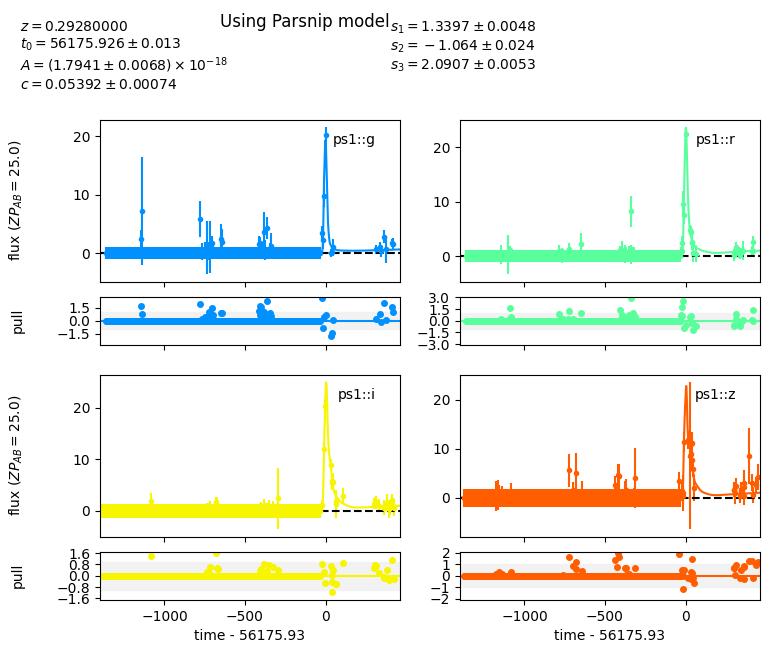 Using Parsnip model
z = 0.29280000
t₀ = 56175.926 ± 0.013
A = (1.7941 ± 0.0068) × 10⁻¹⁸
c = 0.05392 ± 0.00074
s₁ = 1.3397 ± 0.0048
s₂ = −1.064 ± 0.024
s₃ = 2.0907 ± 0.0053
ps1::g
flux (ZP_AB = 25.0)
20
10
0
ps1::r
20
10
0
pull
1.5
0.0
−1.5
3.0
1.5
0.0
−1.5
−3.0
ps1::i
flux (ZP_AB = 25.0)
20
10
0
ps1::z
20
10
0
pull
1.6
0.8
0.0
−0.8
−1.6
2
1
0
−1
−2
−1000 −500 0
time - 56175.93
−1000 −500 0
time - 56175.93